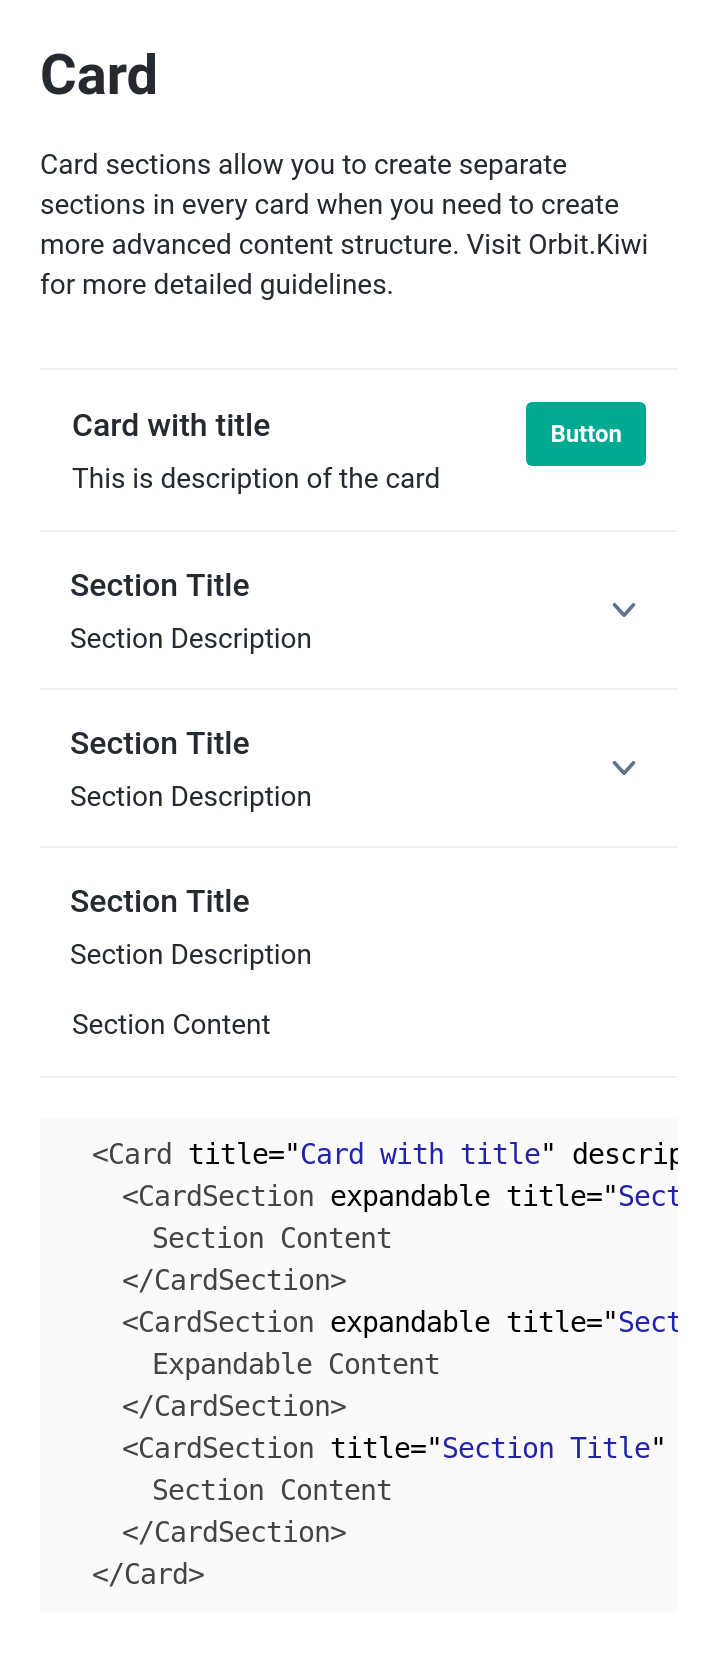 Card
Card sections allow you to create separate
sections in every card when you need to create
more advanced content structure. Visit Orbit.Kiwi
for more detailed guidelines.
Card with title
Button
This is description of the card
Section Title
Section Description
Section Title
Section Description
Section Title
Section Description
Section Content
<Card title="Card with title" descrip
<CardSection expandable title="Sect
Section Content
</CardSection>
<CardSection expandable title="Sect
Expandable Content
</CardSection>
<CardSection title="Section Title"
Section Content
</CardSection>
</Card>